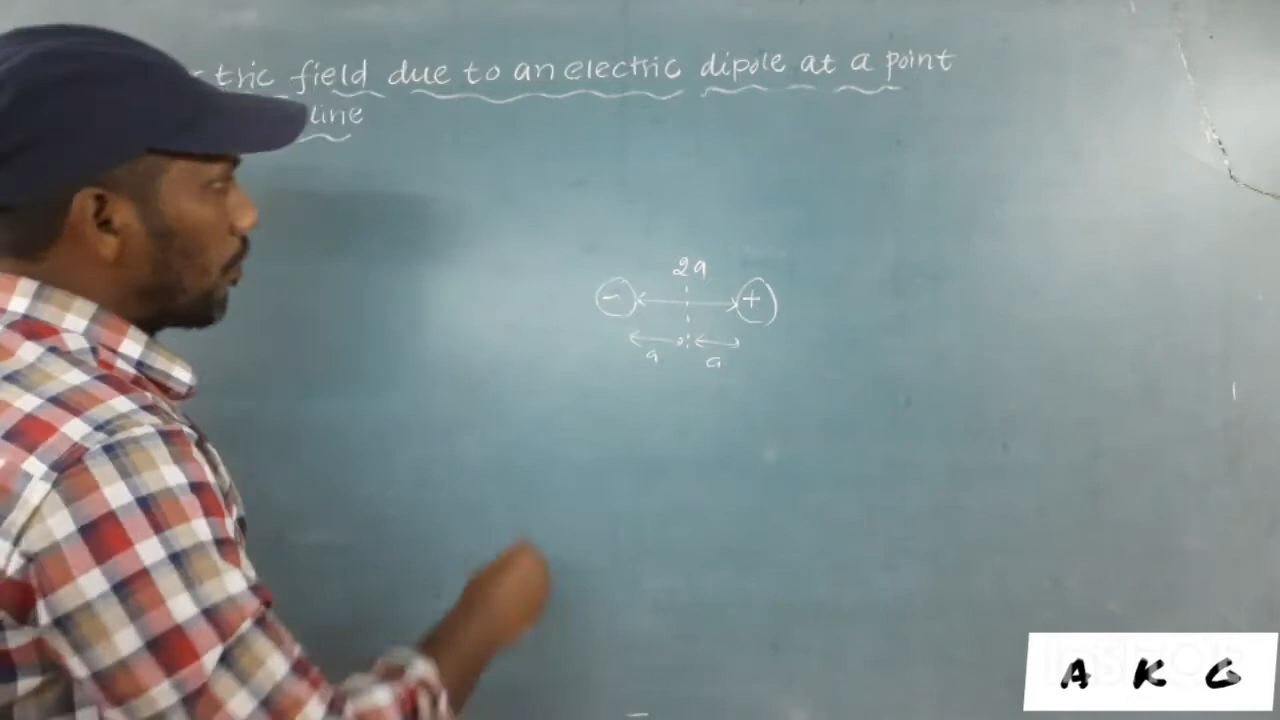 tric field due to an electric dipole at a point
line
2a
- +
a a
A K G